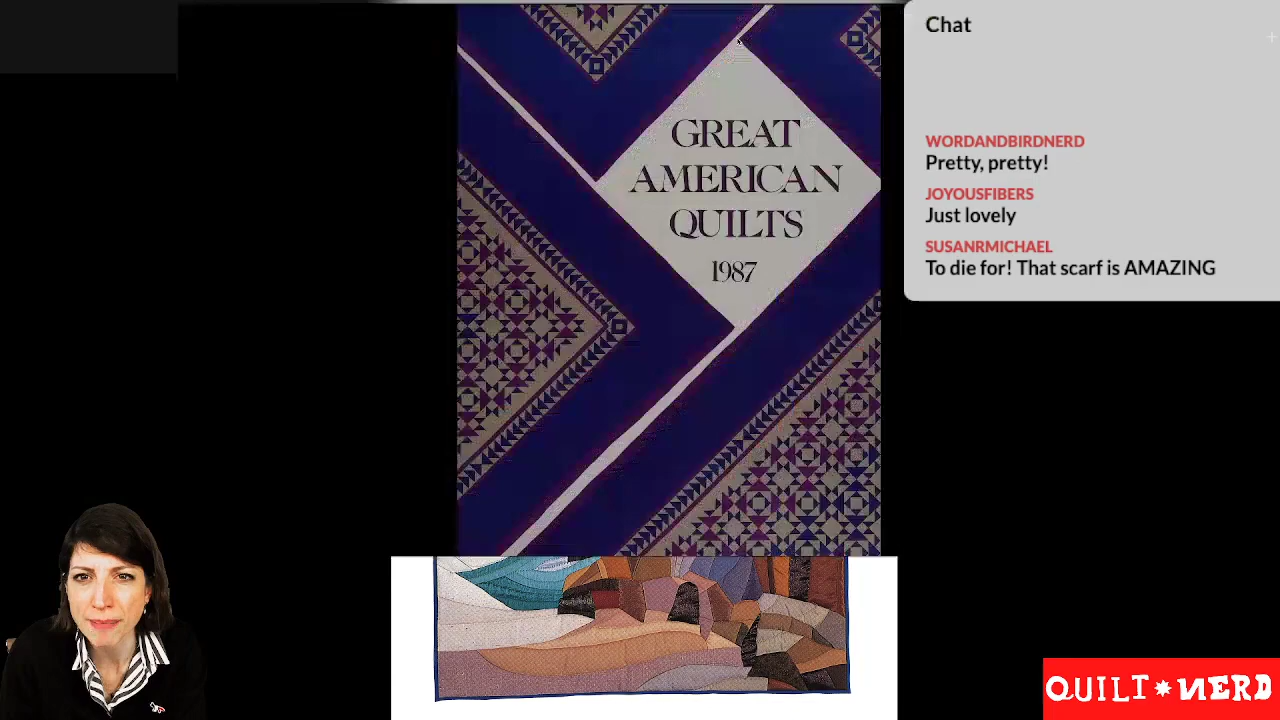 GREAT
AMERICAN
QUILTS
1987
Chat
WORDANDBIRDNERD
Pretty, pretty!
JOYOUSFIBERS
Just lovely
SUSANRMICHAEL
To die for! That scarf is AMAZING
QUILT NERD